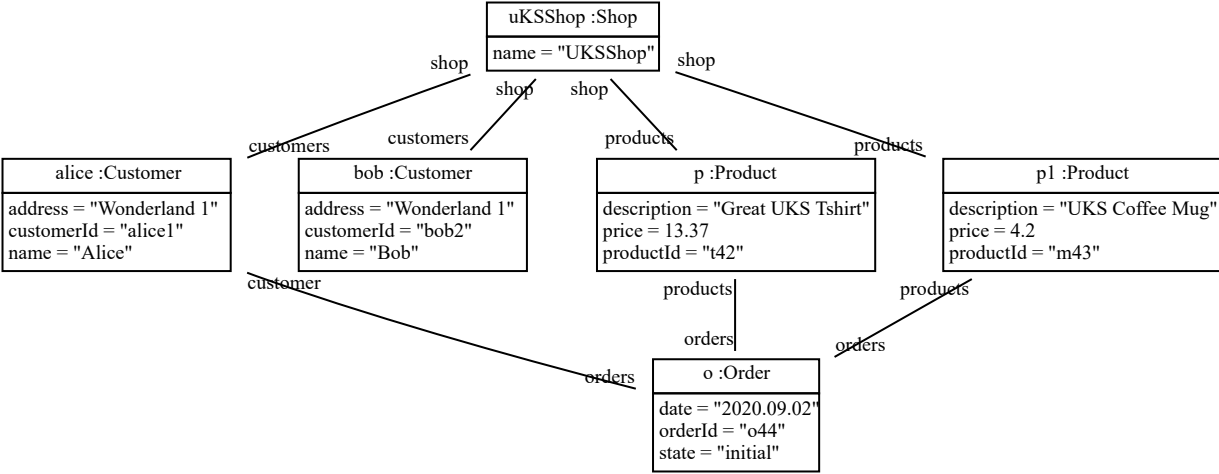 uKSShop :Shop
name = "UKSShop"
shop
shop
shop
shop
customers
customers
products
products
alice :Customer
address = "Wonderland 1"
customerId = "alice1"
name = "Alice"
bob :Customer
address = "Wonderland 1"
customerId = "bob2"
name = "Bob"
p :Product
description = "Great UKS Tshirt"
price = 13.37
productId = "t42"
p1 :Product
description = "UKS Coffee Mug"
price = 4.2
productId = "m43"
customer
products
products
orders
orders
orders
o :Order
date = "2020.09.02"
orderId = "o44"
state = "initial"